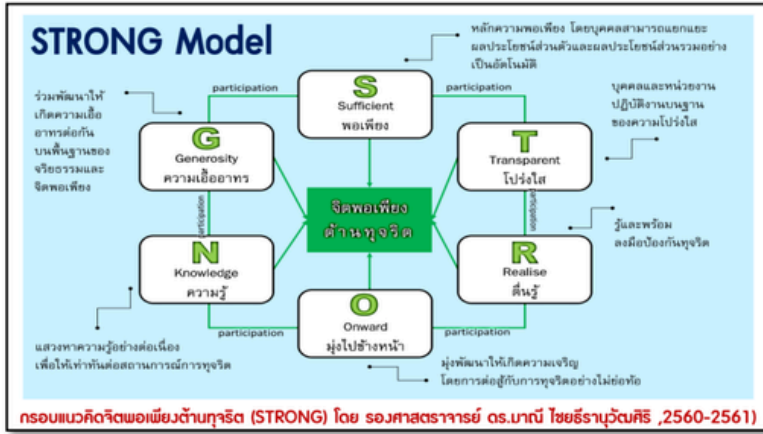 STRONG Model
หลักความพอเพียง โดยบุคคลสามารถแยกแยะ
ผลประโยชน์ส่วนตัวและผลประโยชน์ส่วนรวมอย่าง
เป็นอัตโนมัติ
participation
S
Sufficient
พอเพียง
participation
ร่วมพัฒนาให้
เกิดความเอื้อ
อาทรต่อกัน
บนพื้นฐานของ
จริยธรรมและ
จิตพอเพียง
G
Generosity
ความเอื้ออาทร
T
Transparent
โปร่งใส
บุคคลและหน่วยงาน
ปฏิบัติงานบนฐาน
ของความโปร่งใส
participation
จิตพอเพียง
ต้านทุจริต
participation
N
Knowledge
ความรู้
R
Realise
ตื่นรู้
รู้และพร้อม
ลงมือป้องกันทุจริต
participation
O
Onward
มุ่งไปข้างหน้า
participation
แสวงหาความรู้อย่างต่อเนื่อง
เพื่อให้เท่าทันต่อสถานการณ์การทุจริต
มุ่งพัฒนาให้เกิดความเจริญ
โดยการต่อสู้กับการทุจริตอย่างไม่ย่อท้อ
กรอบแนวคิดจิตพอเพียงต้านทุจริต (STRONG) โดย รองศาสตราจารย์ ดร.มาณี ไชยธีรานุวัฒศิริ ,2560-2561)